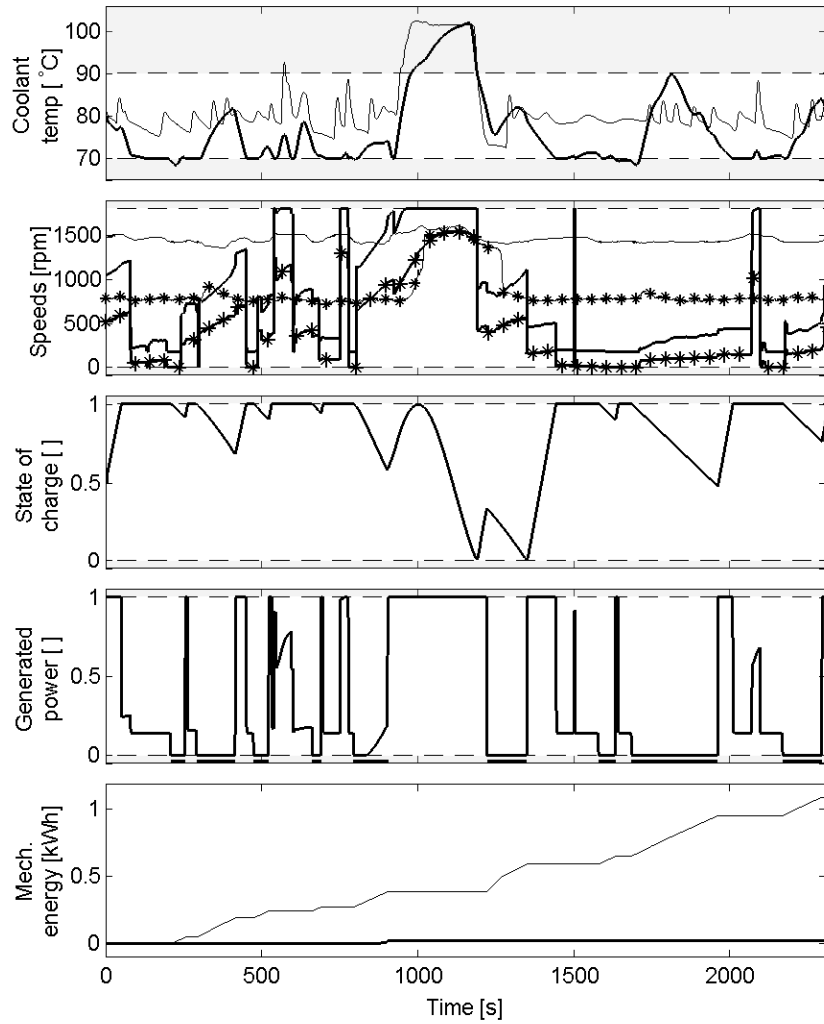 100
90
80
70
Coolant
temp [ °C]
1500
1000
500
0
Speeds [rpm]
1
0.5
0
State of
charge [ ]
1
0.5
0
Generated
power [ ]
1
0.5
0
Mech.
energy [kWh]
0 500 1000 1500 2000
Time [s]